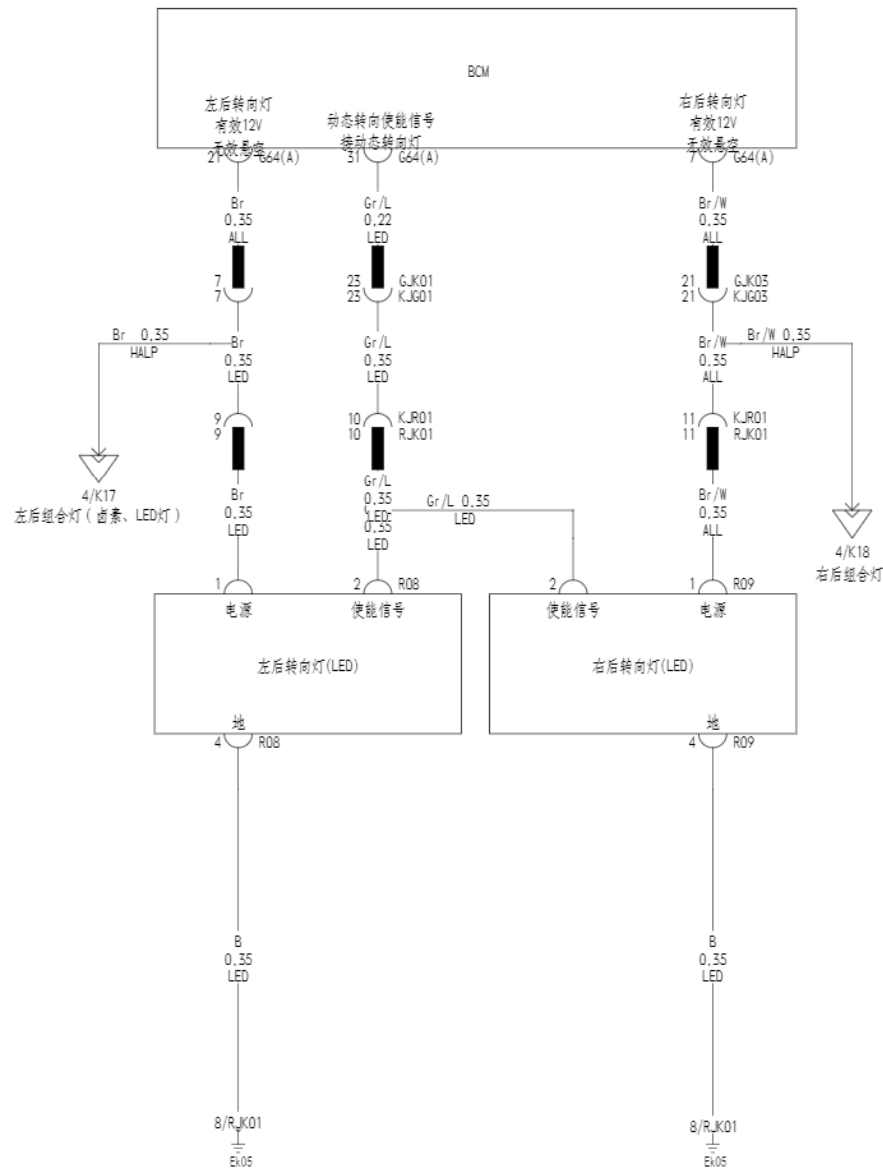 BCM
左后转向灯
有效12V
无效悬空
动态转向使能信号
接动态转向灯
右后转向灯
有效12V
无效悬空
21 G64(A)
31 G64(A)
7 G64(A)
Br
0.35
ALL
Gr/L
0.22
LED
Br/W
0.35
ALL
7
7
23 GJK01
23 KJG01
21 GJK03
21 KJG03
Br 0.35
HALP
Br
0.35
LED
Gr/L
0.35
LED
Br/W
0.35
ALL
Br/W 0.35
HALP
9
9
10 KJR01
10 RJK01
11 KJR01
11 RJK01
4/K17
左后组合灯(卤素、LED灯)
Br
0.35
LED
Gr/L
0.35
LED
0.35
LED
Gr/L 0.35
LED
Br/W
0.35
ALL
4/K18
右后组合灯
1
2 R08
2
1 R09
电源
使能信号
使能信号
电源
左后转向灯(LED)
右后转向灯(LED)
地
地
4 R08
4 R09
B
0.35
LED
B
0.35
LED
8/RJK01
8/RJK01
Ek05
Ek05